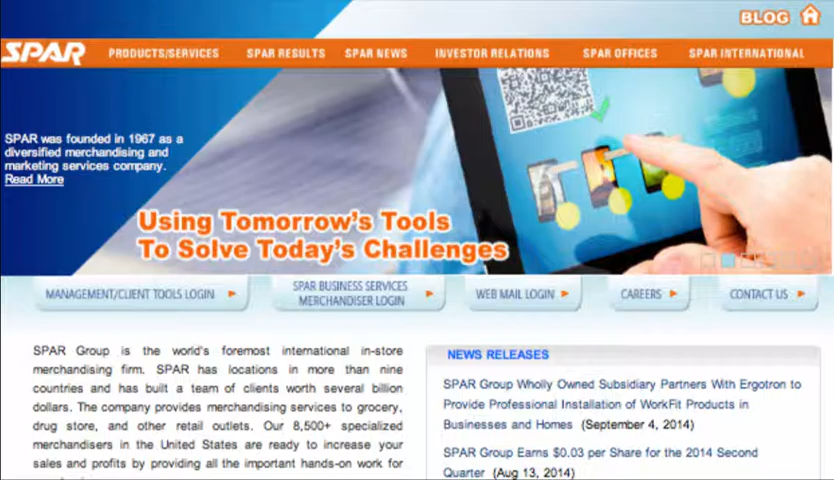 BLOG
SPAR
PRODUCTS/SERVICES SPAR RESULTS SPAR NEWS INVESTOR RELATIONS SPAR OFFICES SPAR INTERNATIONAL
SPAR was founded in 1967 as a
diversified merchandising and
marketing services company.
Read More
Using Tomorrow's Tools
To Solve Today's Challenges
MANAGEMENT/CLIENT TOOLS LOGIN
SPAR BUSINESS SERVICES
MERCHANDISER LOGIN
WEB MAIL LOGIN
CAREERS
CONTACT US
SPAR Group is the world's foremost international in-store
merchandising firm. SPAR has locations in more than nine
countries and has built a team of clients worth several billion
dollars. The company provides merchandising services to grocery,
drug store, and other retail outlets. Our 8,500+ specialized
merchandisers in the United States are ready to increase your
sales and profits by providing all the important hands-on work for
NEWS RELEASES
SPAR Group Wholly Owned Subsidiary Partners With Ergotron to
Provide Professional Installation of WorkFit Products in
Businesses and Homes (September 4, 2014)
SPAR Group Earns $0.03 per Share for the 2014 Second
Quarter (Aug 13, 2014)